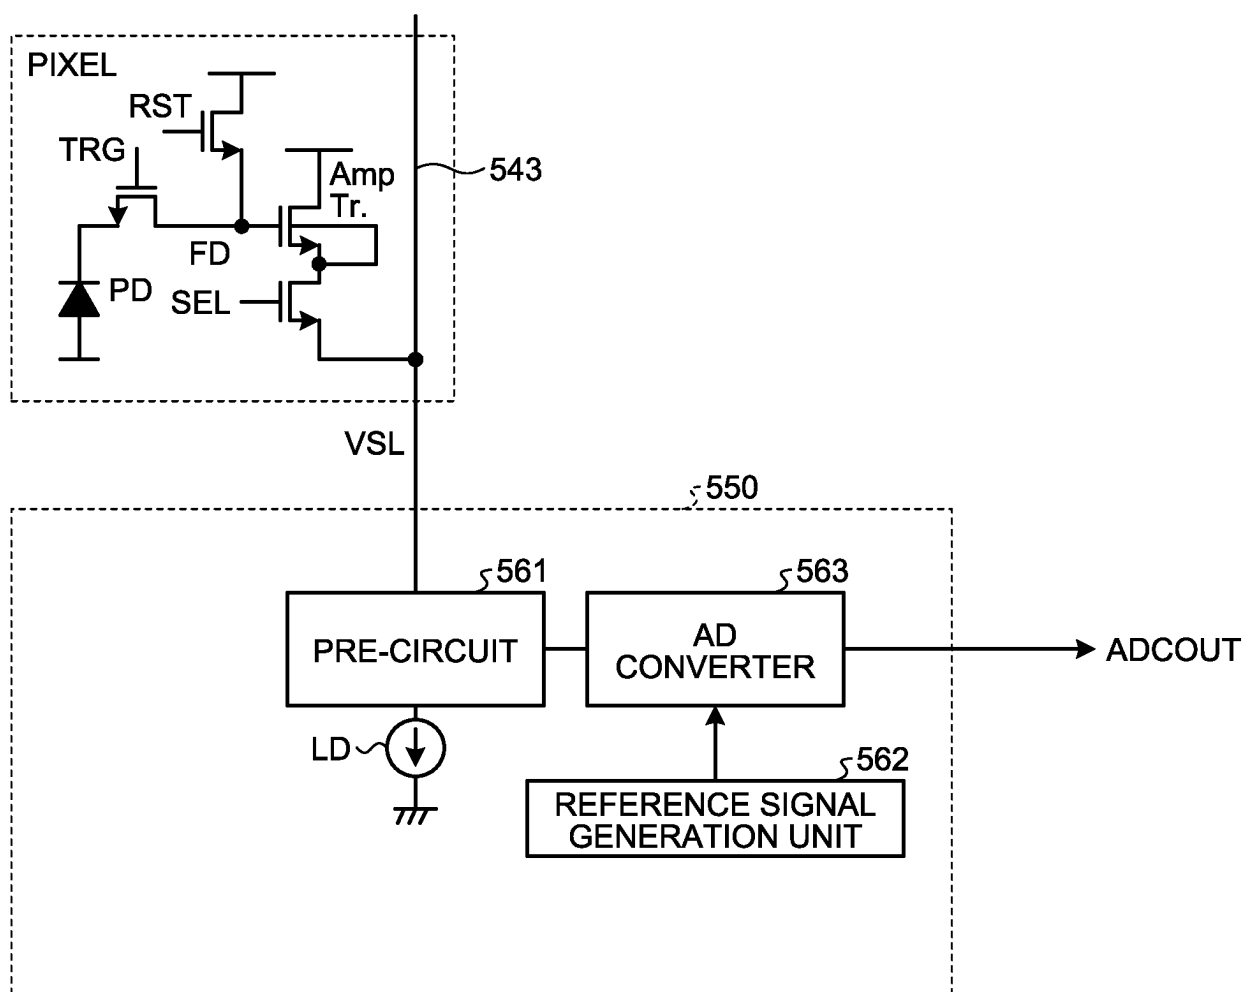 PIXEL
RST
TRG
Amp
Tr.
543
FD
PD
SEL
VSL
550
561
563
PRE-CIRCUIT
AD
CONVERTER
ADCOUT
LD
562
REFERENCE SIGNAL
GENERATION UNIT